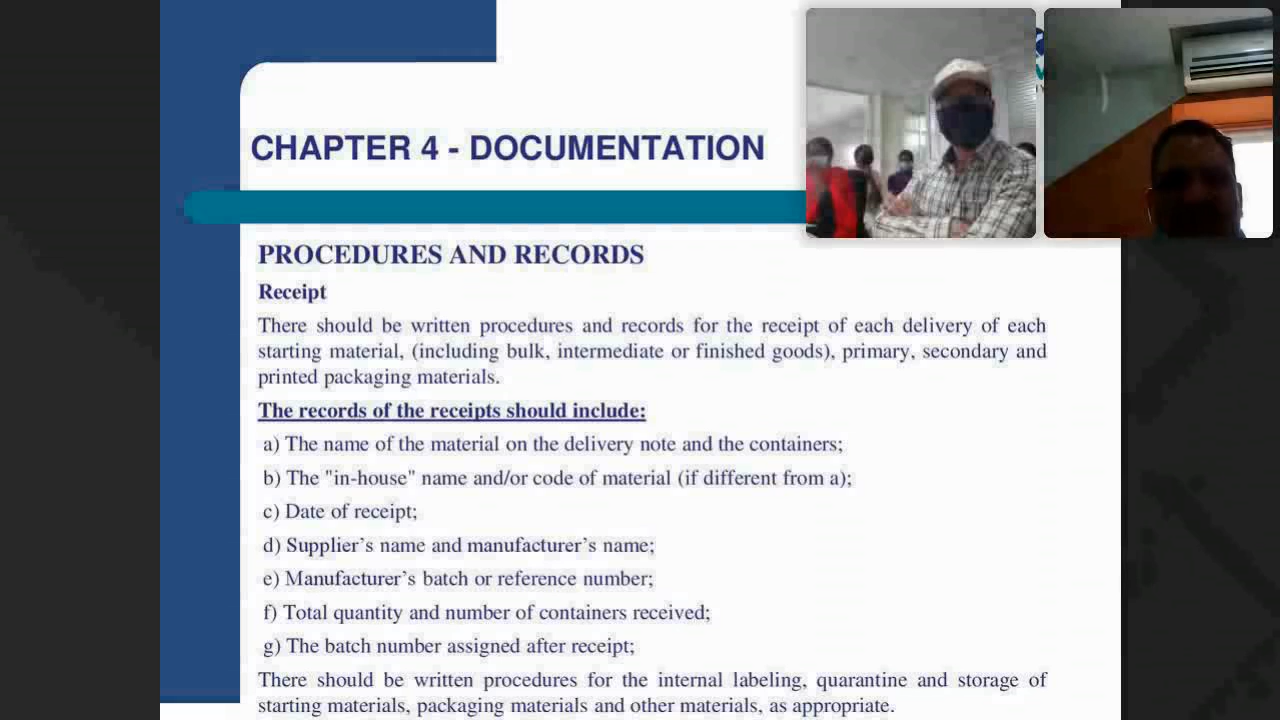 CHAPTER 4 - DOCUMENTATION
PROCEDURES AND RECORDS
Receipt
There should be written procedures and records for the receipt of each delivery of each
starting material, (including bulk, intermediate or finished goods), primary, secondary and
printed packaging materials.
The records of the receipts should include:
a) The name of the material on the delivery note and the containers;
b) The "in-house" name and/or code of material (if different from a);
c) Date of receipt;
d) Supplier’s name and manufacturer’s name;
e) Manufacturer’s batch or reference number;
f) Total quantity and number of containers received;
g) The batch number assigned after receipt;
There should be written procedures for the internal labeling, quarantine and storage of
starting materials, packaging materials and other materials, as appropriate.